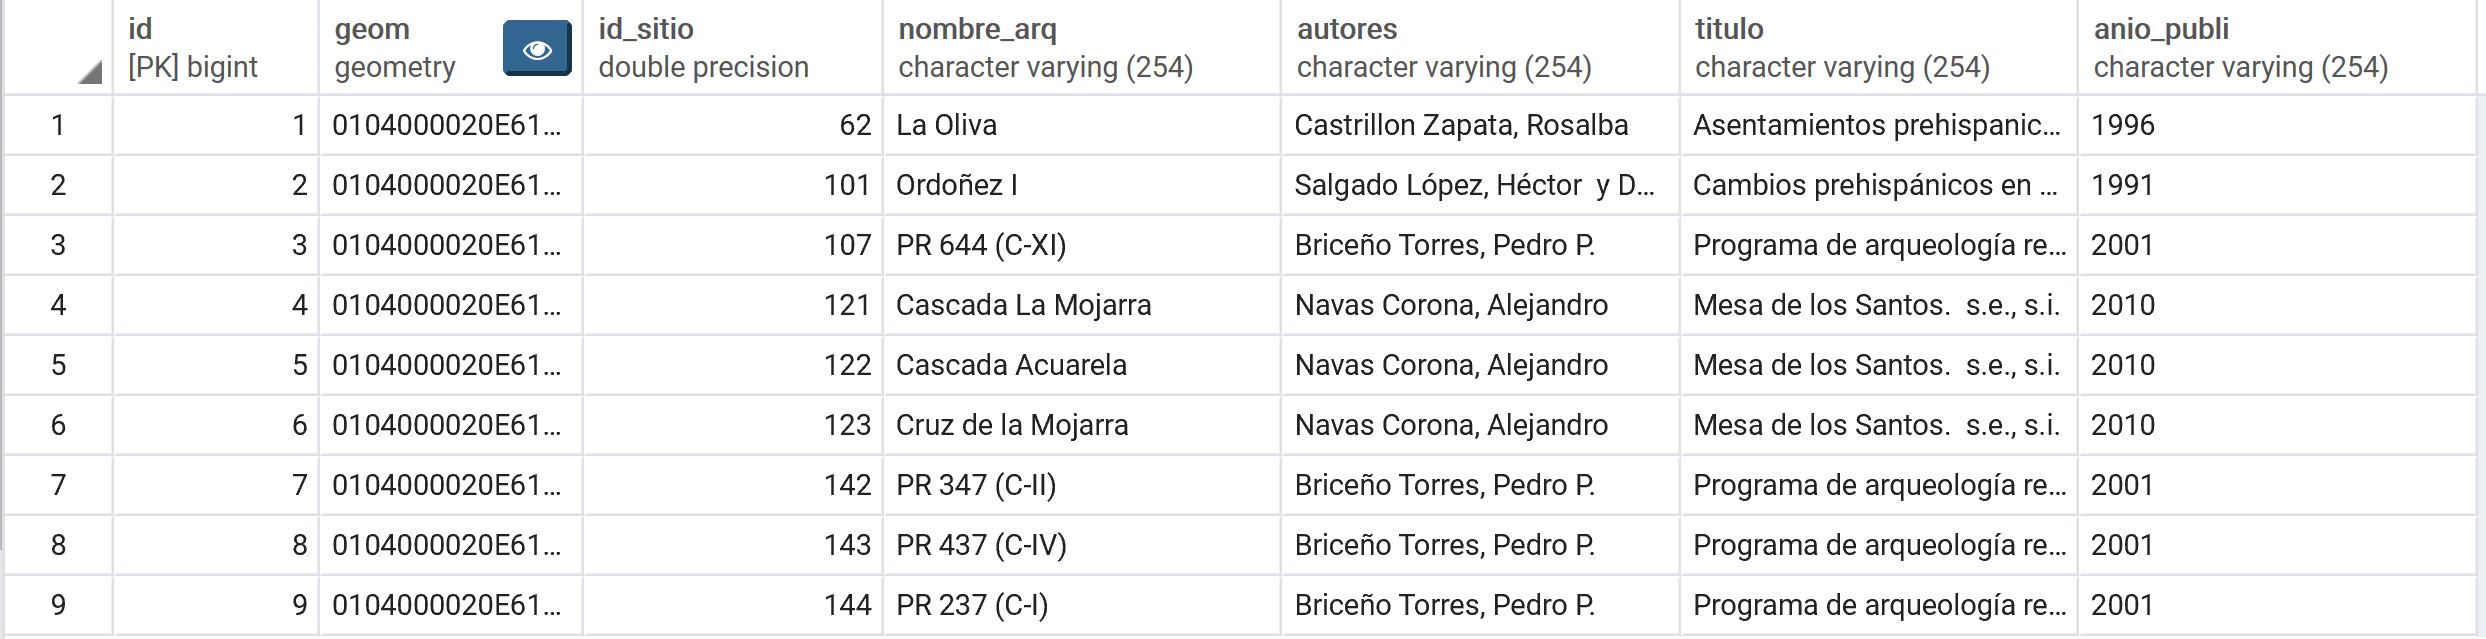 id geom id_sitio nombre_arq autores titulo anio_publi
[PK] bigint geometry double precision character varying (254) character varying (254) character varying (254) character varying (254)
1 1 0104000020E61... 62 La Oliva Castrillon Zapata, Rosalba Asentamientos prehispanic... 1996
2 2 0104000020E61... 101 Ordoñez I Salgado López, Héctor  y D... Cambios prehispánicos en ... 1991
3 3 0104000020E61... 107 PR 644 (C-XI) Briceño Torres, Pedro P. Programa de arqueología re... 2001
4 4 0104000020E61... 121 Cascada La Mojarra Navas Corona, Alejandro Mesa de los Santos.  s.e., s.i. 2010
5 5 0104000020E61... 122 Cascada Acuarela Navas Corona, Alejandro Mesa de los Santos.  s.e., s.i. 2010
6 6 0104000020E61... 123 Cruz de la Mojarra Navas Corona, Alejandro Mesa de los Santos.  s.e., s.i. 2010
7 7 0104000020E61... 142 PR 347 (C-II) Briceño Torres, Pedro P. Programa de arqueología re... 2001
8 8 0104000020E61... 143 PR 437 (C-IV) Briceño Torres, Pedro P. Programa de arqueología re... 2001
9 9 0104000020E61... 144 PR 237 (C-I) Briceño Torres, Pedro P. Programa de arqueología re... 2001